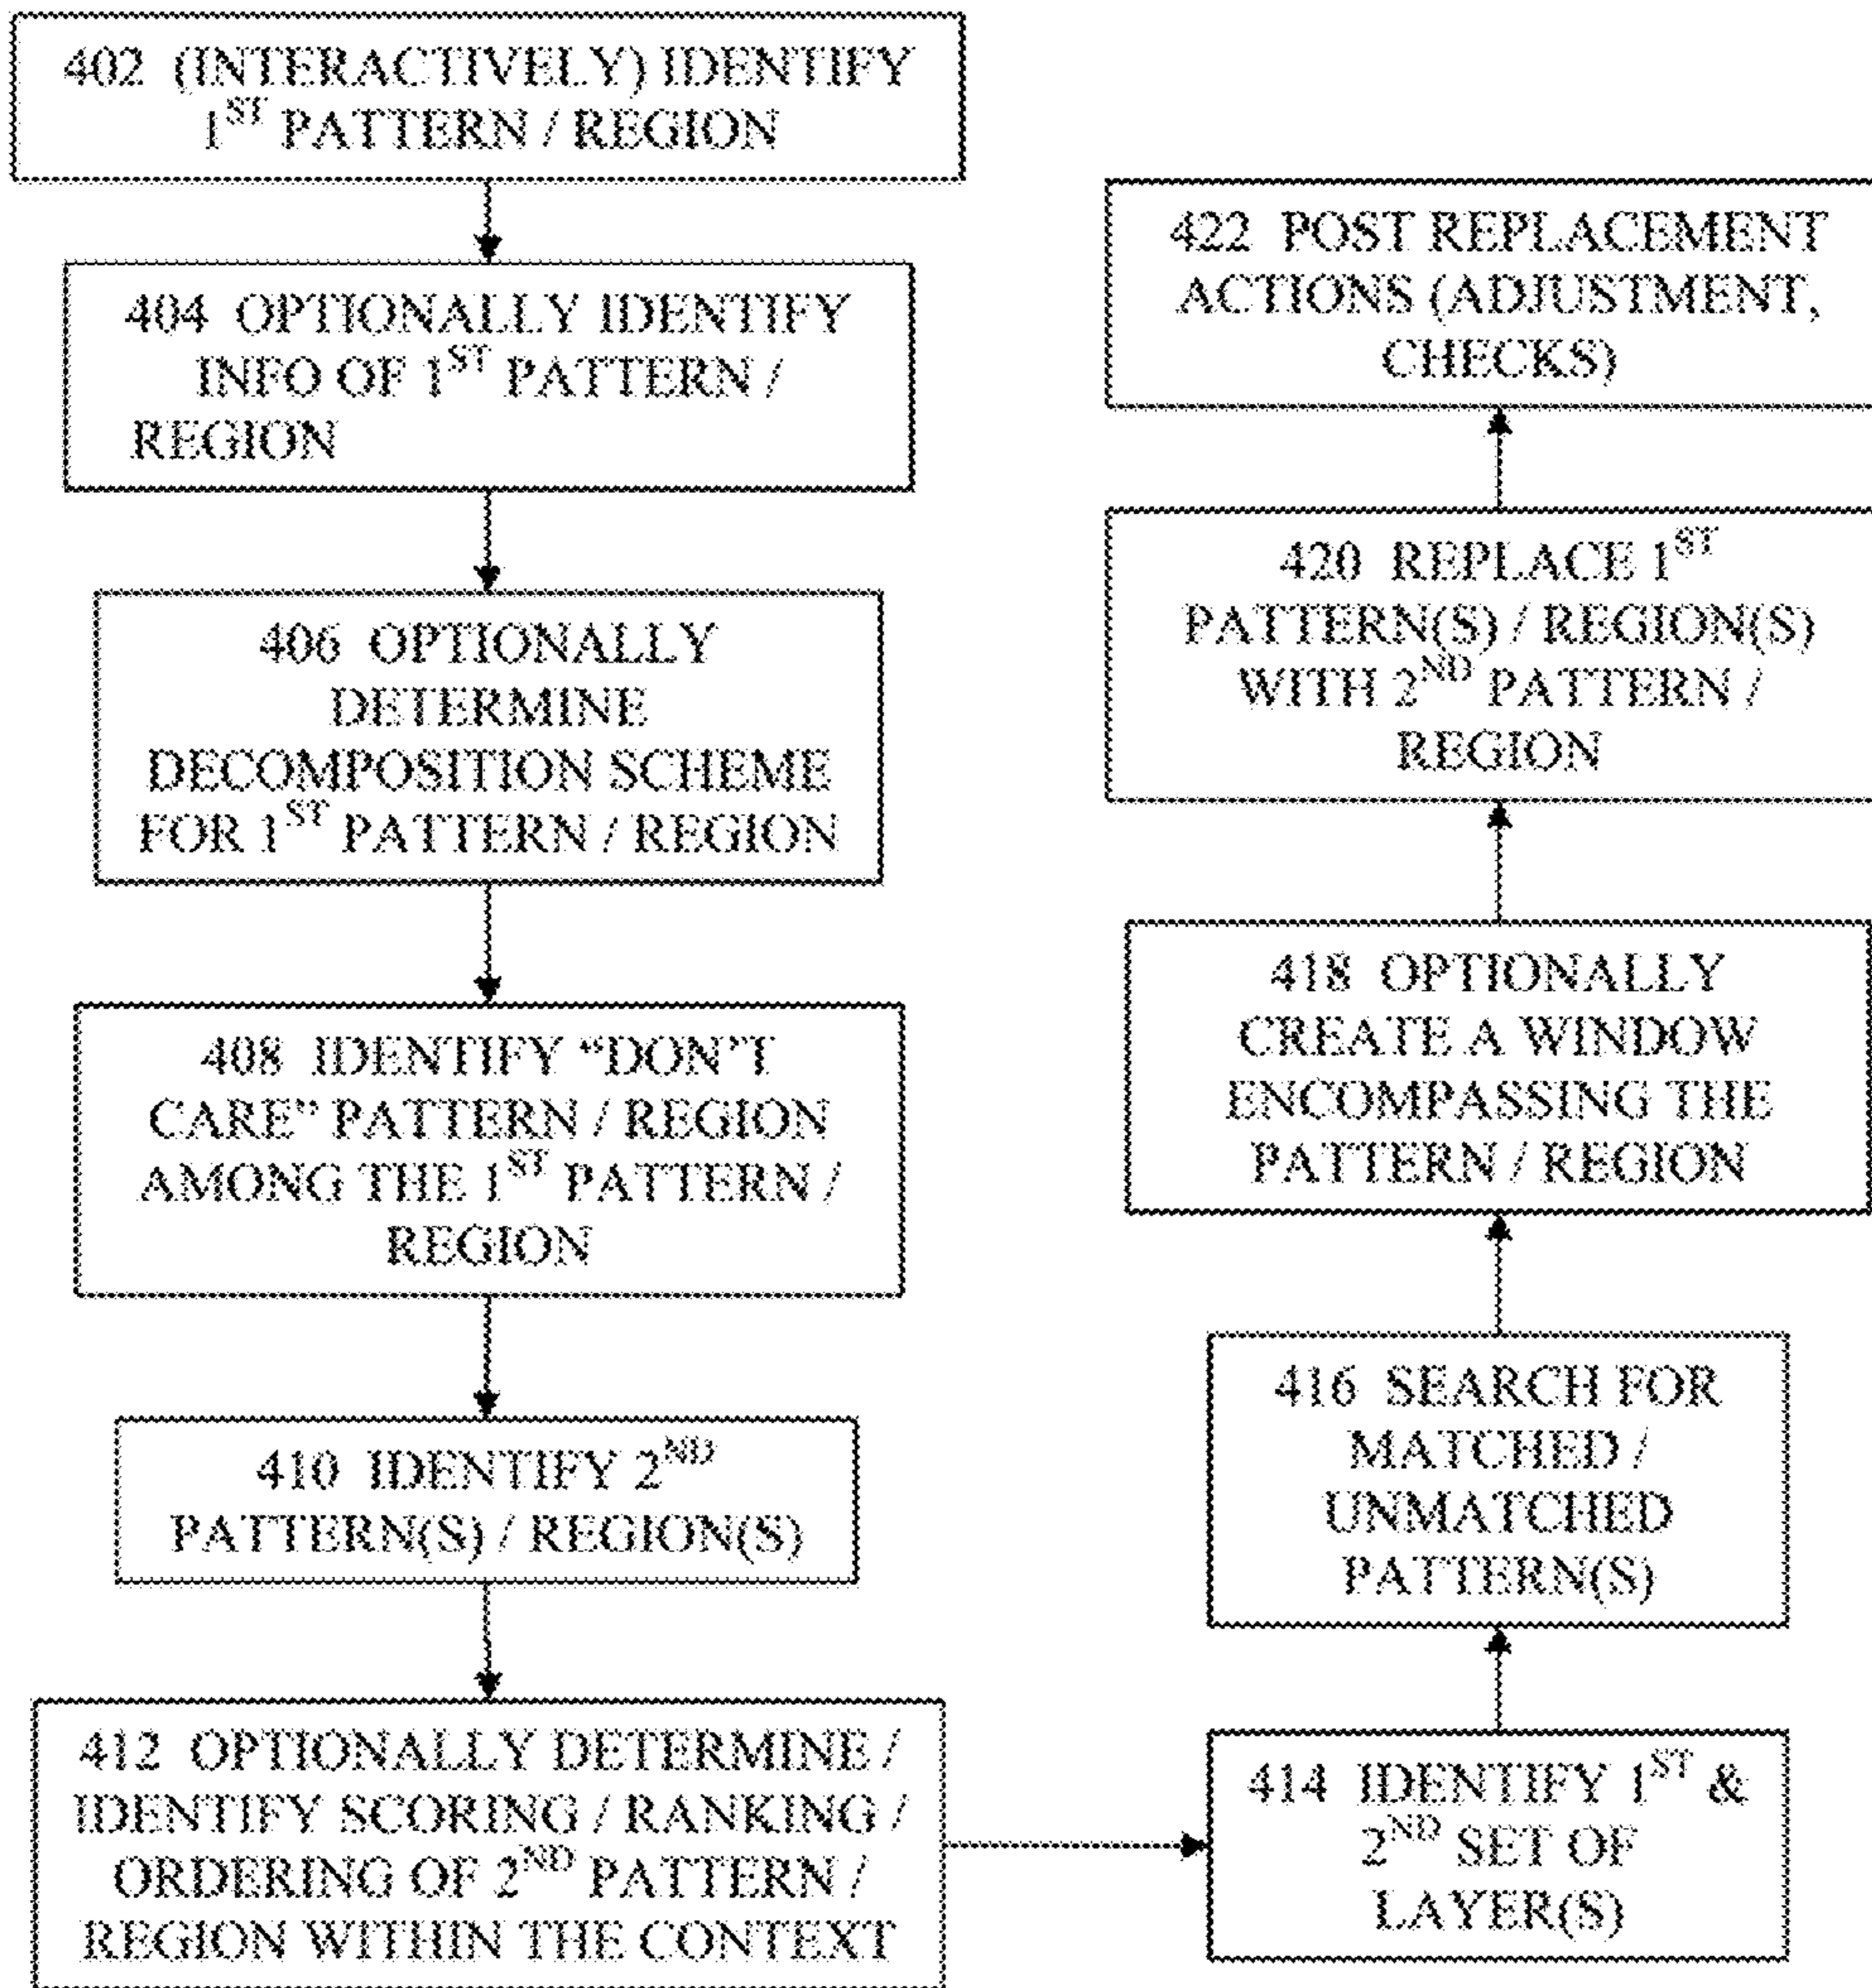 402 (INTERACTIVELY) IDENTIFY
1ST PATTERN / REGION
404 OPTIONALLY IDENTIFY
INFO OF 1ST PATTERN /
REGION
406 OPTIONALLY
DETERMINE
DECOMPOSITION SCHEME
FOR 1ST PATTERN / REGION
408 IDENTIFY “DON’T
CARE” PATTERN / REGION
AMONG THE 1ST PATTERN /
REGION
410 IDENTIFY 2ND
PATTERN(S) / REGION(S)
412 OPTIONALLY DETERMINE /
IDENTIFY SCORING / RANKING /
ORDERING OF 2ND PATTERN /
REGION WITHIN THE CONTEXT
414 IDENTIFY 1ST &
2ND SET OF
LAYER(S)
416 SEARCH FOR
MATCHED /
UNMATCHED
PATTERN(S)
418 OPTIONALLY
CREATE A WINDOW
ENCOMPASSING THE
PATTERN / REGION
420 REPLACE 1ST
PATTERN(S) / REGION(S)
WITH 2ND PATTERN /
REGION
422 POST REPLACEMENT
ACTIONS (ADJUSTMENT,
CHECKS)